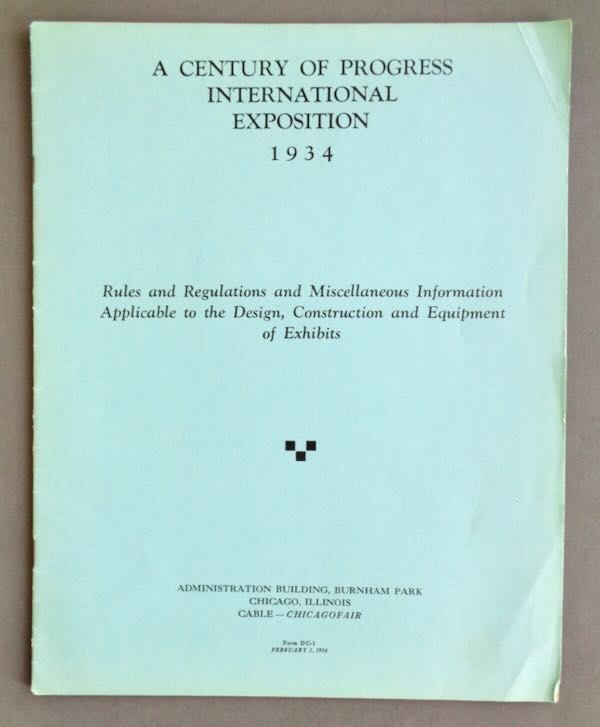 A CENTURY OF PROGRESS
INTERNATIONAL
EXPOSITION
1934
Rules and Regulations and Miscellaneous Information
Applicable to the Design, Construction and Equipment
of Exhibits
ADMINISTRATION BUILDING, BURNHAM PARK
CHICAGO, ILLINOIS
CABLE — CHICAGOFAIR
Form DC-1
FEBRUARY 1, 1934